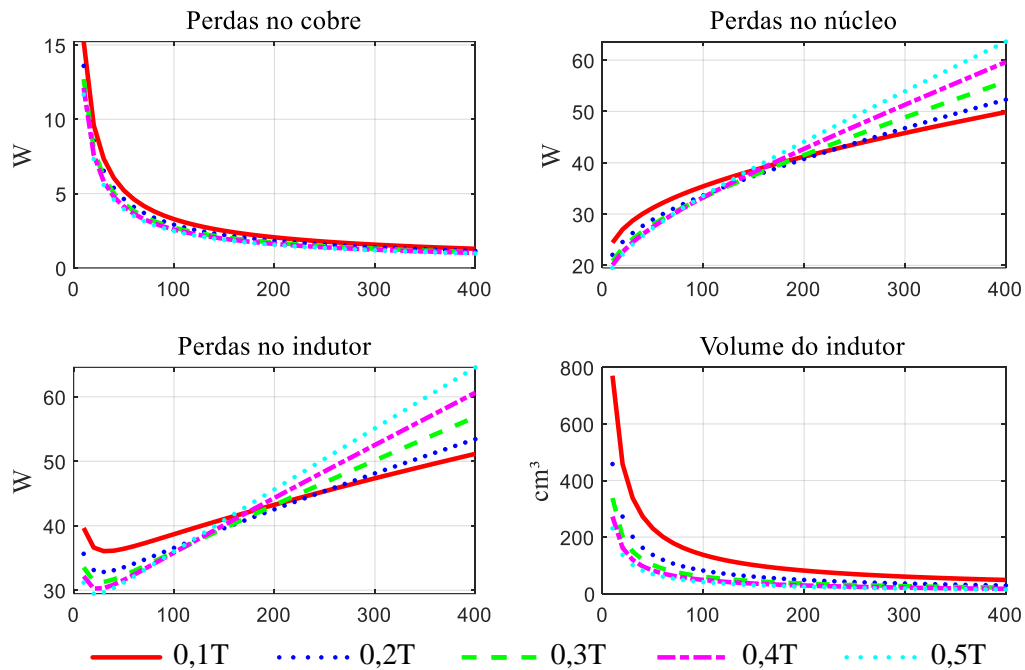 Perdas no cobre
15
10
5
0
W
0 100 200 300 400
Perdas no núcleo
60
50
40
30
20
W
0 100 200 300 400
Perdas no indutor
60
50
40
30
W
0 100 200 300 400
Volume do indutor
800
600
400
200
0
cm³
0 100 200 300 400
0,1T 0,2T 0,3T 0,4T 0,5T